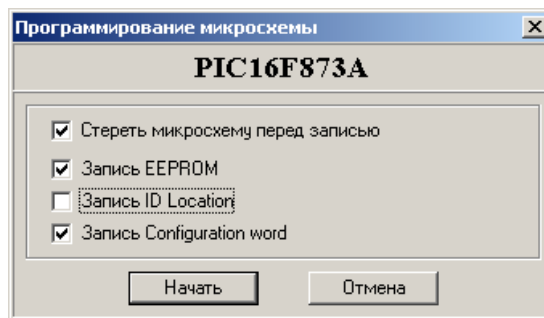 Программирование микросхемы
PIC16F873A
Стереть микросхему перед записью
Запись EEPROM
Запись ID Location
Запись Configuration word
Начать
Отмена